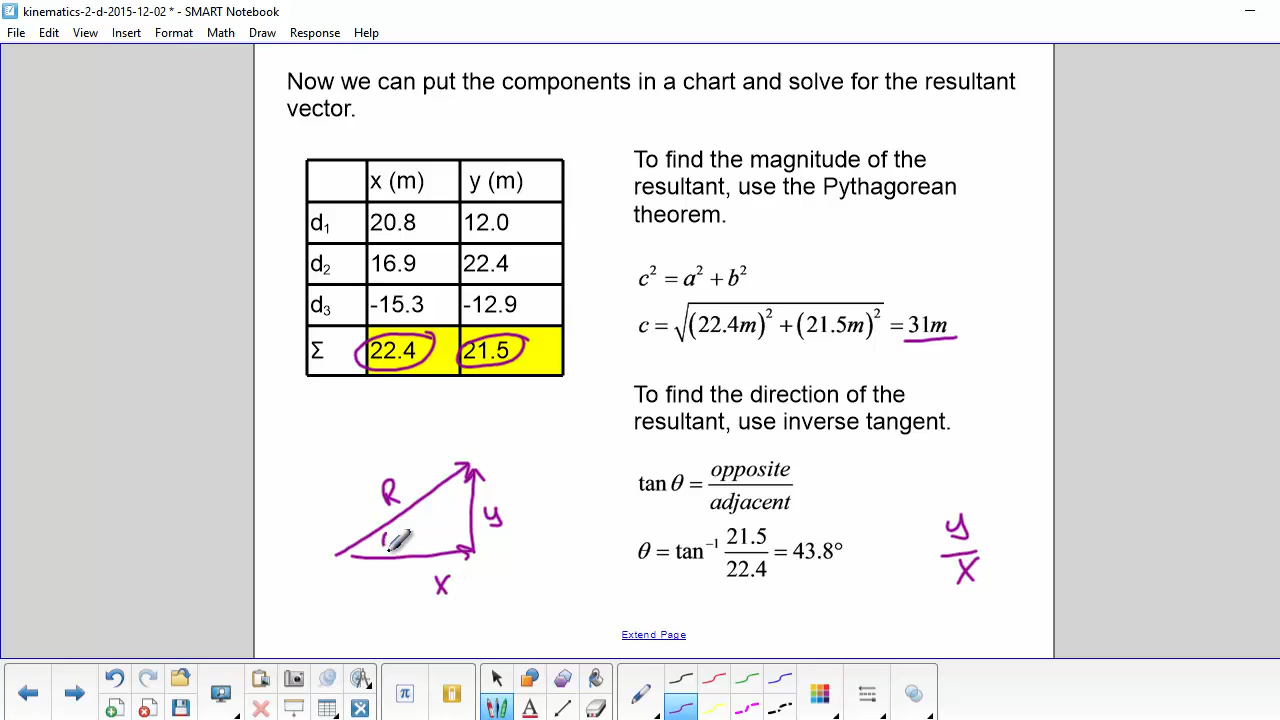 kinematics-2-d-2015-12-02 * - SMART Notebook
File Edit View Insert Format Math Draw Response Help
Now we can put the components in a chart and solve for the resultant
vector.
x (m) y (m)
d₁ 20.8 12.0
d₂ 16.9 22.4
d₃ -15.3 -12.9
Σ 22.4 21.5
To find the magnitude of the
resultant, use the Pythagorean
theorem.
c² = a² + b²
c = √(22.4m)² + (21.5m)² = 31m
To find the direction of the
resultant, use inverse tangent.
tan θ = opposite
adjacent
θ = tan⁻¹ 21.5
22.4 = 43.8°
R
y
x
y
x
Extend Page
π
A